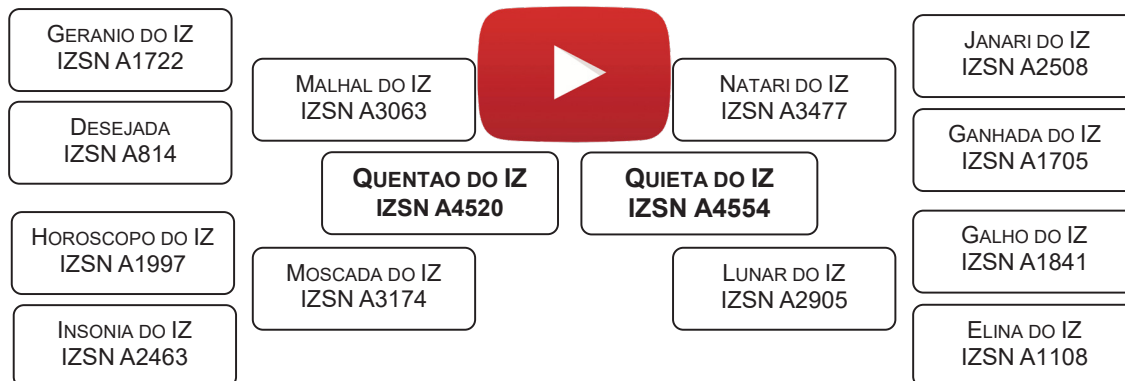 GERANIO DO IZ
IZSN A1722
DESEJADA
IZSN A814
HOROSCOPO DO IZ
IZSN A1997
INSONIA DO IZ
IZSN A2463
MALHAL DO IZ
IZSN A3063
MOSCADA DO IZ
IZSN A3174
QUENTAO DO IZ
IZSN A4520
QUIETA DO IZ
IZSN A4554
NATARI DO IZ
IZSN A3477
LUNAR DO IZ
IZSN A2905
JANARI DO IZ
IZSN A2508
GANHADA DO IZ
IZSN A1705
GALHO DO IZ
IZSN A1841
ELINA DO IZ
IZSN A1108